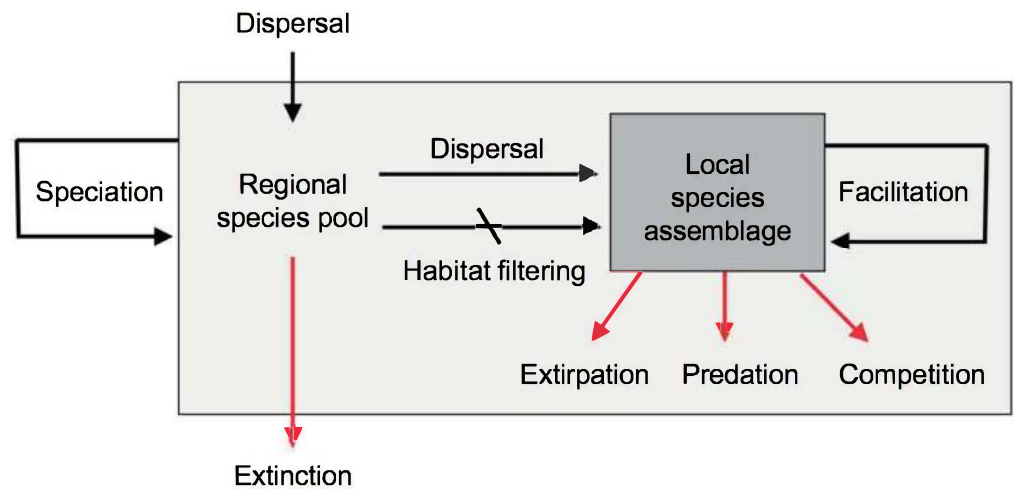 Dispersal
Speciation
Regional
species pool
Dispersal
Habitat filtering
Local
species
assemblage
Facilitation
Extirpation
Predation
Competition
Extinction